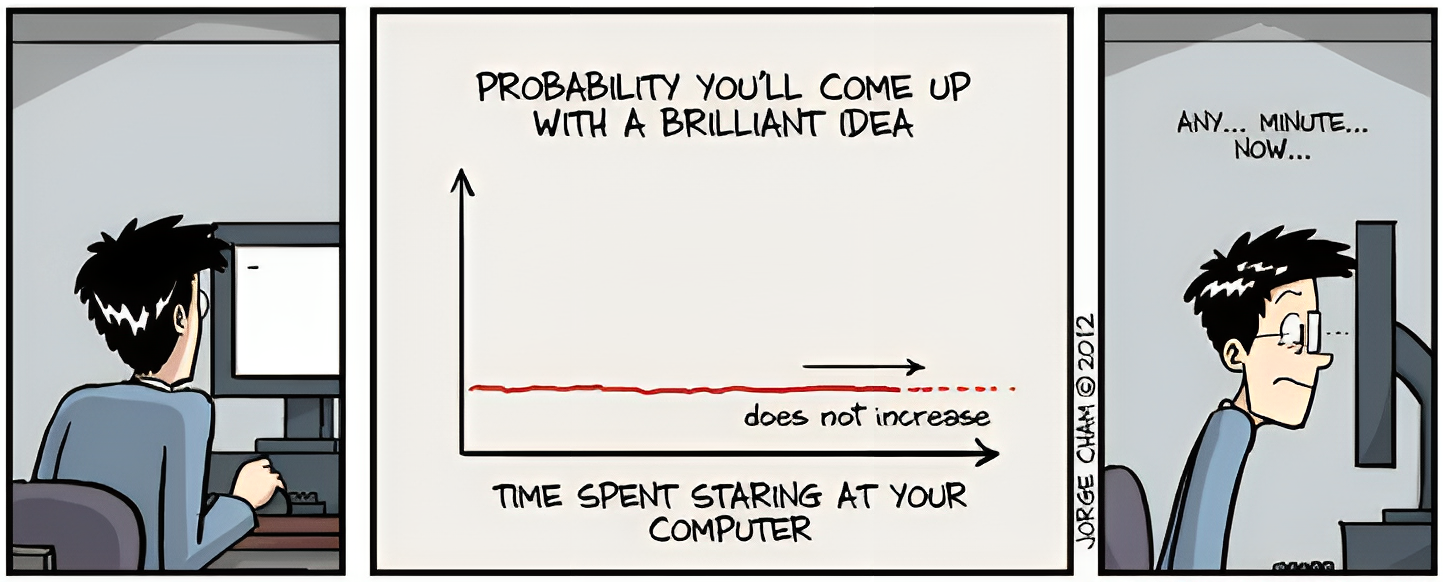 PROBABILITY YOU'LL COME UP
WITH A BRILLIANT IDEA
does not increase
TIME SPENT STARING AT YOUR
COMPUTER
JORGE CHAM © 2012
ANY... MINUTE...
NOW...